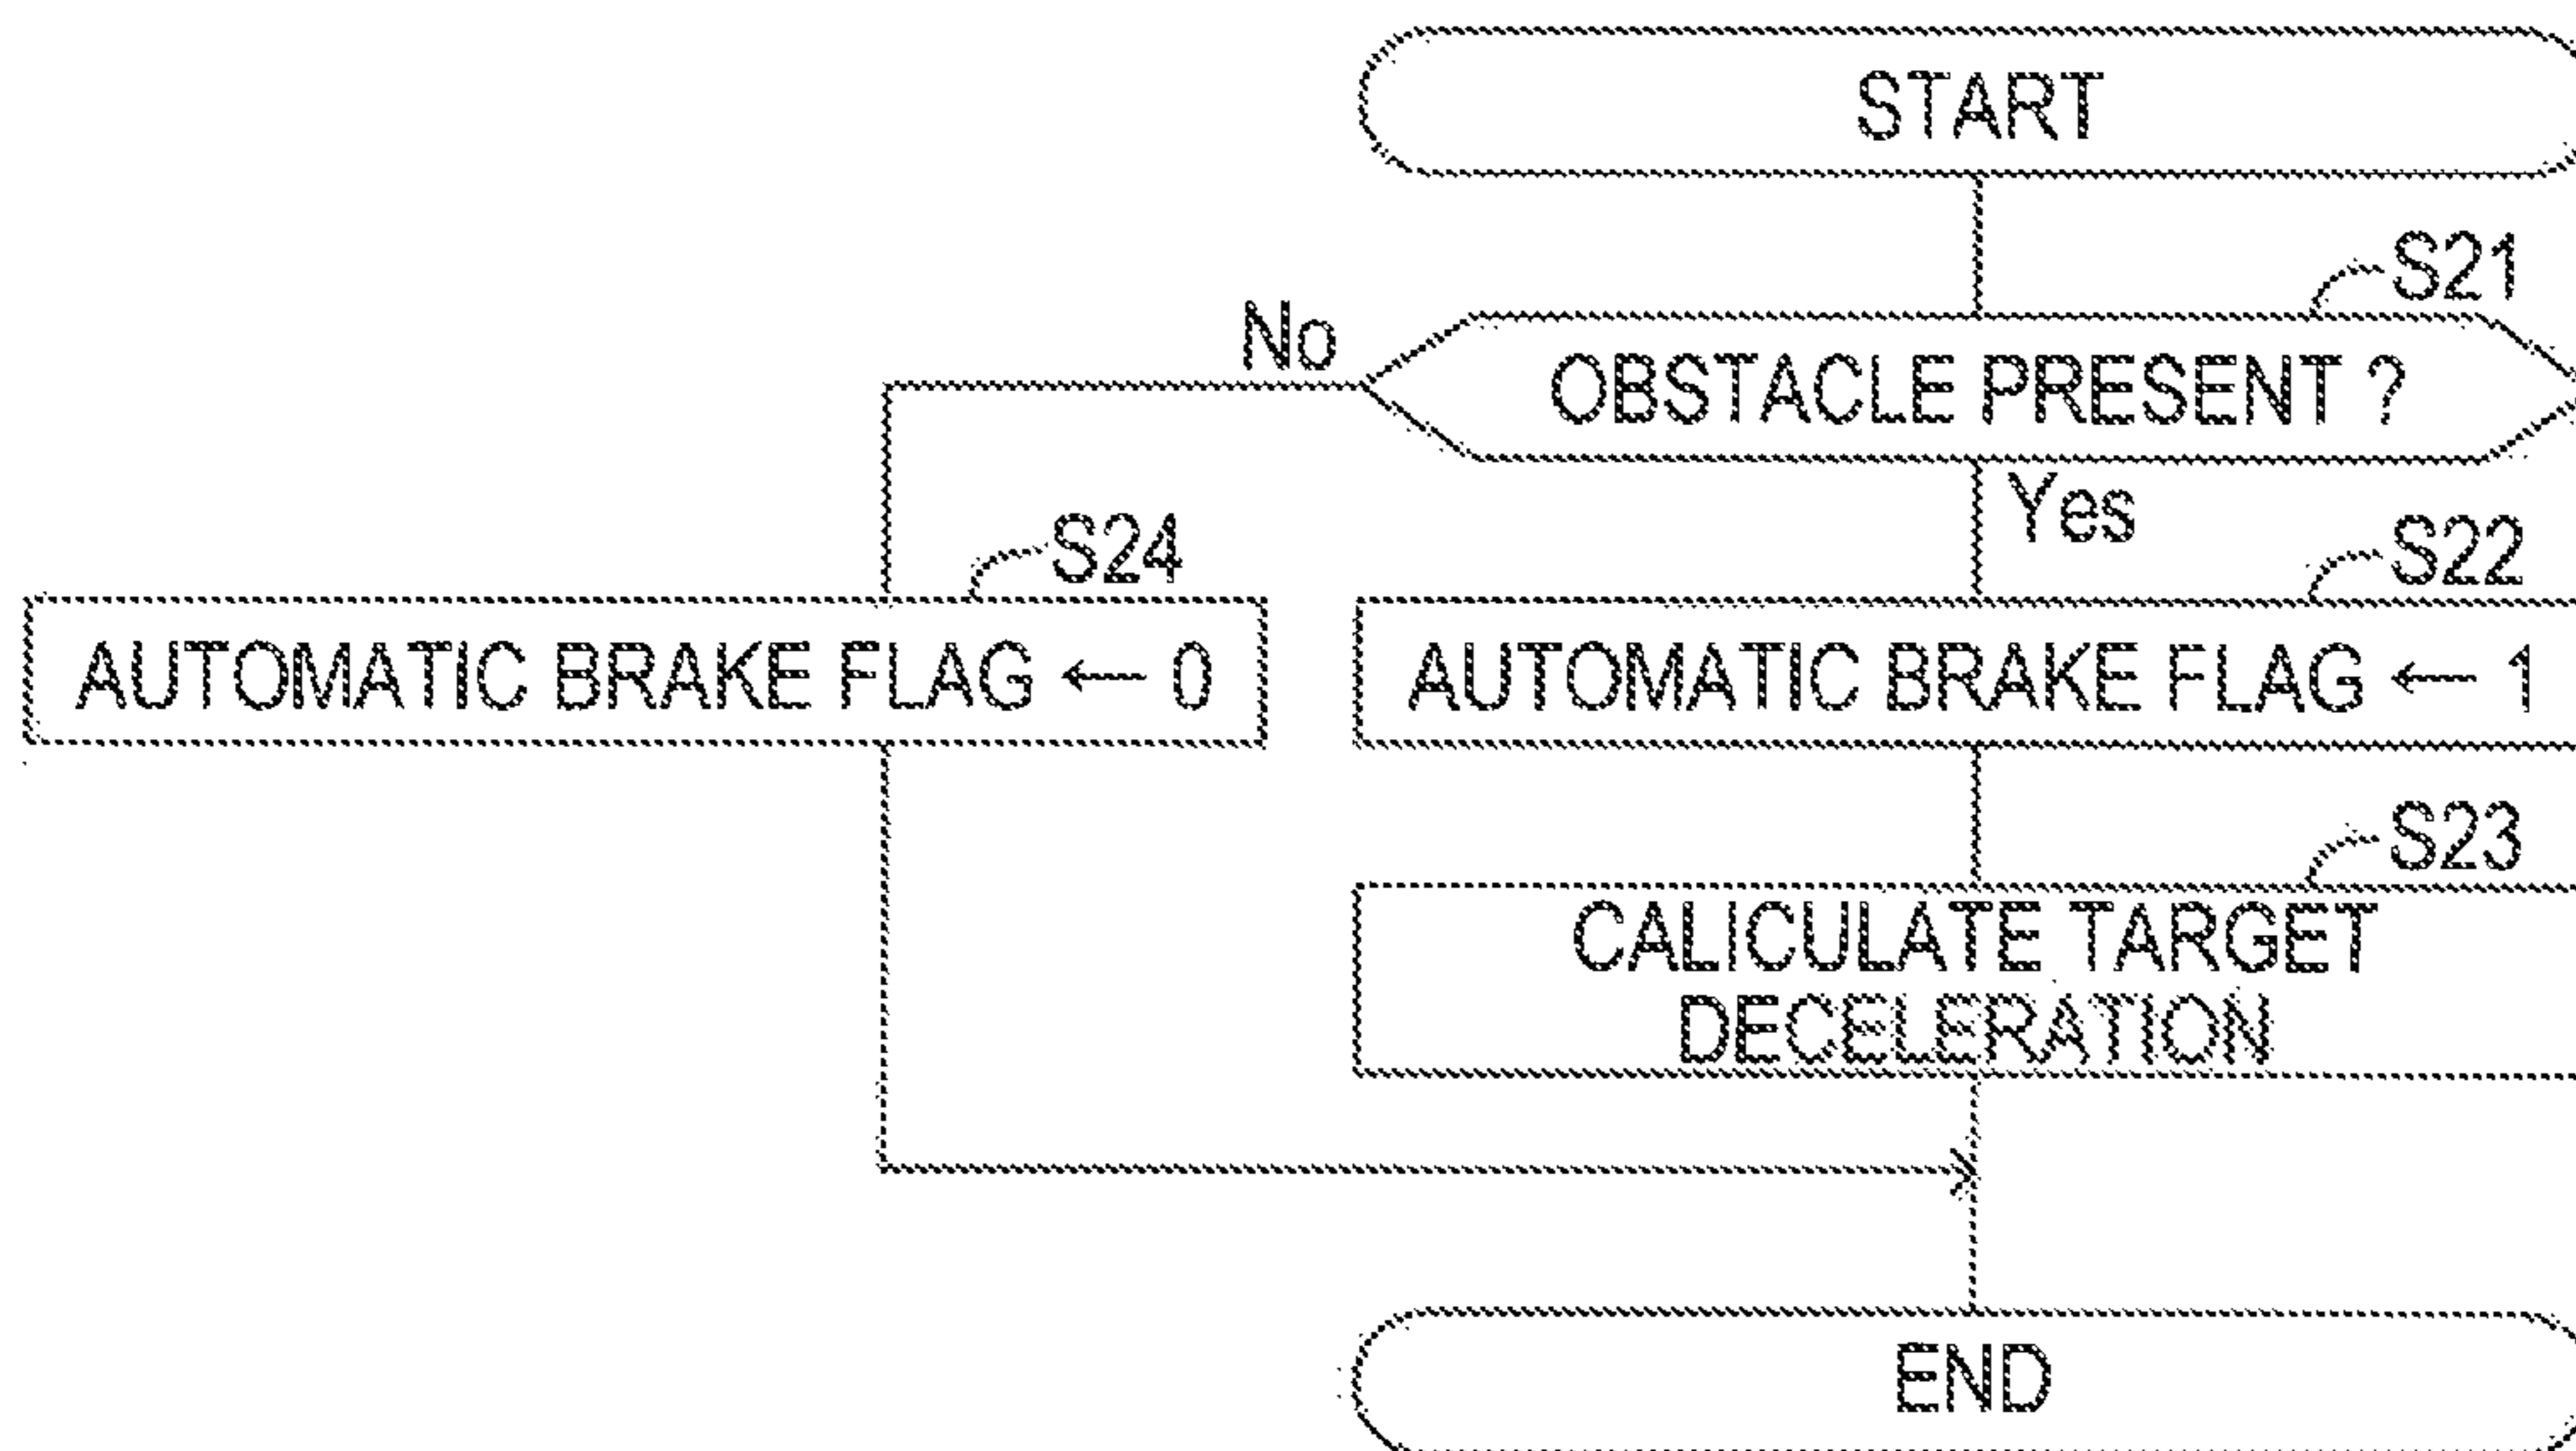 START
S21
No
OBSTACLE PRESENT ?
Yes
S24
S22
AUTOMATIC BRAKE FLAG ← 0
AUTOMATIC BRAKE FLAG ← 1
S23
CALICULATE TARGET
DECELERATION
END